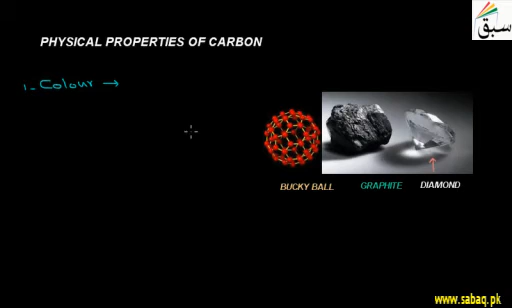 سبق
PHYSICAL PROPERTIES OF CARBON
1- Colour →
BUCKY BALL GRAPHITE DIAMOND
www.sabaq.pk